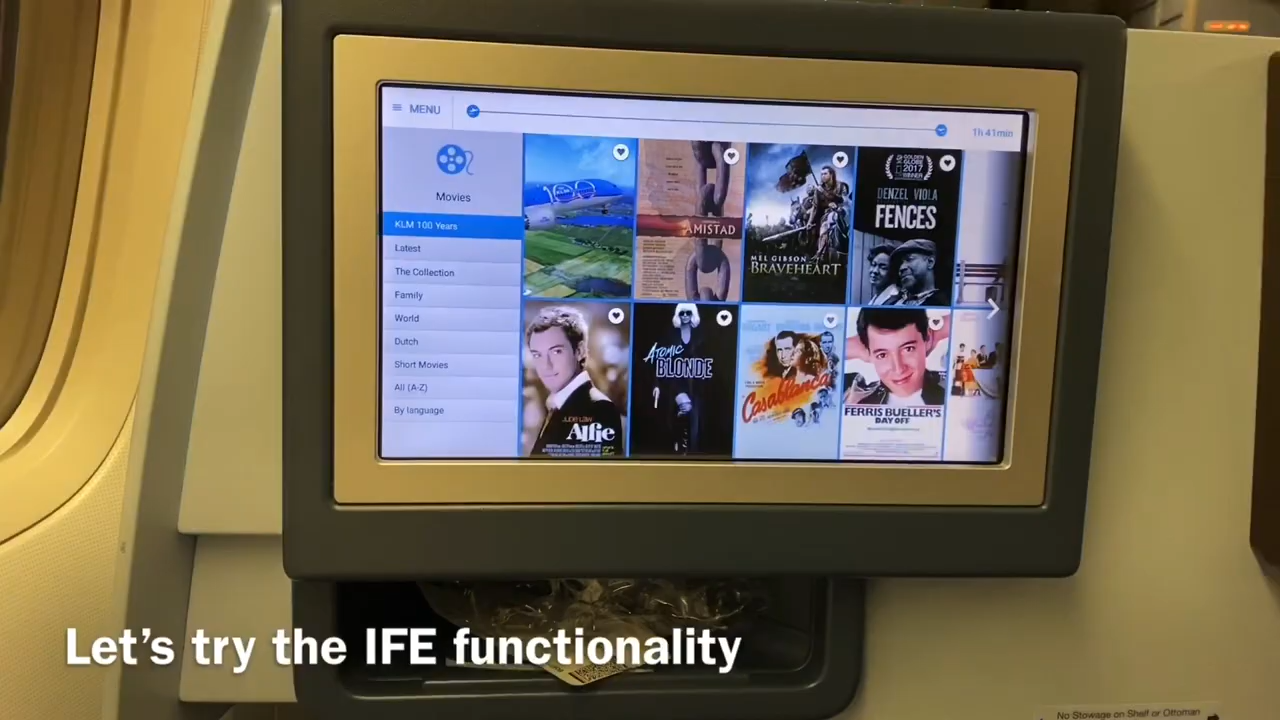 MENU
1h 41min
Movies
KLM 100 Years
Latest
The Collection
Family
World
Dutch
Short Movies
All (A-Z)
By language
100
AMISTAD
MEL GIBSON
BRAVEHEART
GOLDEN
GLOBE
2017
WINNER
DENZEL VIOLA
FENCES
JUDE LAW
Alfie
ATOMIC
BLONDE
Casablanca
FERRIS BUELLER'S
DAY OFF
Let's try the IFE functionality
No Stowage on Shelf or Ottoman